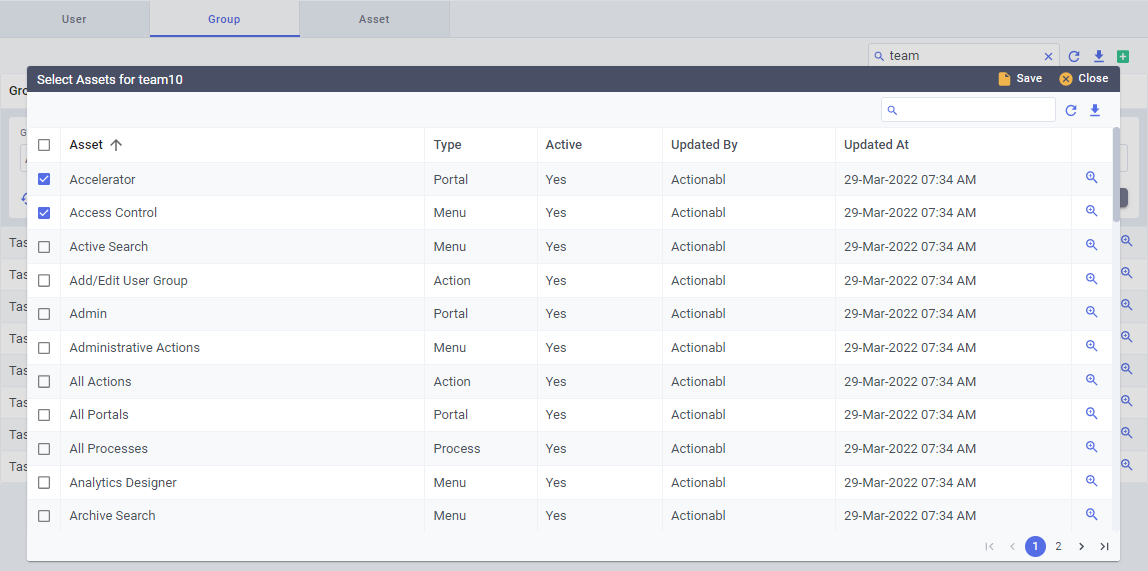 User Group Asset
team
Select Assets for team10 Save Close
Gro
G
Asset Type Active Updated By Updated At
Accelerator Portal Yes Actionabl 29-Mar-2022 07:34 AM
Access Control Menu Yes Actionabl 29-Mar-2022 07:34 AM
Tas
Active Search Menu Yes Actionabl 29-Mar-2022 07:34 AM
Tas
Add/Edit User Group Action Yes Actionabl 29-Mar-2022 07:34 AM
Tas
Admin Portal Yes Actionabl 29-Mar-2022 07:34 AM
Tas
Administrative Actions Menu Yes Actionabl 29-Mar-2022 07:34 AM
Tas
All Actions Action Yes Actionabl 29-Mar-2022 07:34 AM
Tas
All Portals Portal Yes Actionabl 29-Mar-2022 07:34 AM
Tas
All Processes Process Yes Actionabl 29-Mar-2022 07:34 AM
Tas
Analytics Designer Menu Yes Actionabl 29-Mar-2022 07:34 AM
Archive Search Menu Yes Actionabl 29-Mar-2022 07:34 AM
1 2